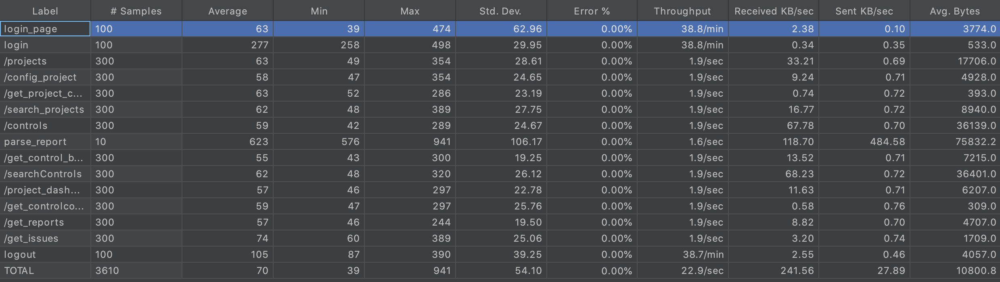 Label # Samples Average Min Max Std. Dev. Error % Throughput Received KB/sec Sent KB/sec Avg. Bytes
login_page 100 63 39 474 62.96 0.00% 38.8/min 2.38 0.10 3774.0
login 100 277 258 498 29.95 0.00% 38.8/min 0.34 0.35 533.0
/projects 300 63 49 354 28.61 0.00% 1.9/sec 33.21 0.69 17706.0
/config_project 300 58 47 354 24.65 0.00% 1.9/sec 9.24 0.71 4928.0
/get_project_c... 300 63 52 286 23.19 0.00% 1.9/sec 0.74 0.72 393.0
/search_projects 300 62 48 389 27.75 0.00% 1.9/sec 16.77 0.72 8940.0
/controls 300 59 42 289 24.67 0.00% 1.9/sec 67.78 0.70 36139.0
parse_report 10 623 576 941 106.17 0.00% 1.6/sec 118.70 484.58 75832.2
/get_control_b... 300 55 43 300 19.25 0.00% 1.9/sec 13.52 0.71 7215.0
/searchControls 300 62 48 320 26.12 0.00% 1.9/sec 68.23 0.72 36401.0
/project_dash... 300 57 46 297 22.78 0.00% 1.9/sec 11.63 0.71 6207.0
/get_controlco... 300 59 47 297 25.76 0.00% 1.9/sec 0.58 0.76 309.0
/get_reports 300 57 46 244 19.50 0.00% 1.9/sec 8.82 0.70 4707.0
/get_issues 300 74 60 389 25.06 0.00% 1.9/sec 3.20 0.74 1709.0
logout 100 105 87 390 39.25 0.00% 38.7/min 2.55 0.46 4057.0
TOTAL 3610 70 39 941 54.10 0.00% 22.9/sec 241.56 27.89 10800.8